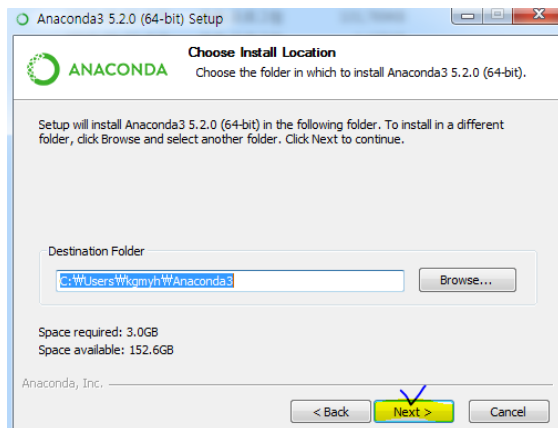 Anaconda3 5.2.0 (64-bit) Setup
ANACONDA
Choose Install Location
Choose the folder in which to install Anaconda3 5.2.0 (64-bit).
Setup will install Anaconda3 5.2.0 (64-bit) in the following folder. To install in a different
folder, click Browse and select another folder. Click Next to continue.
Destination Folder
C:₩Users₩kgmyh₩Anaconda3
Browse...
Space required: 3.0GB
Space available: 152.6GB
Anaconda, Inc.
< Back
Next >
Cancel